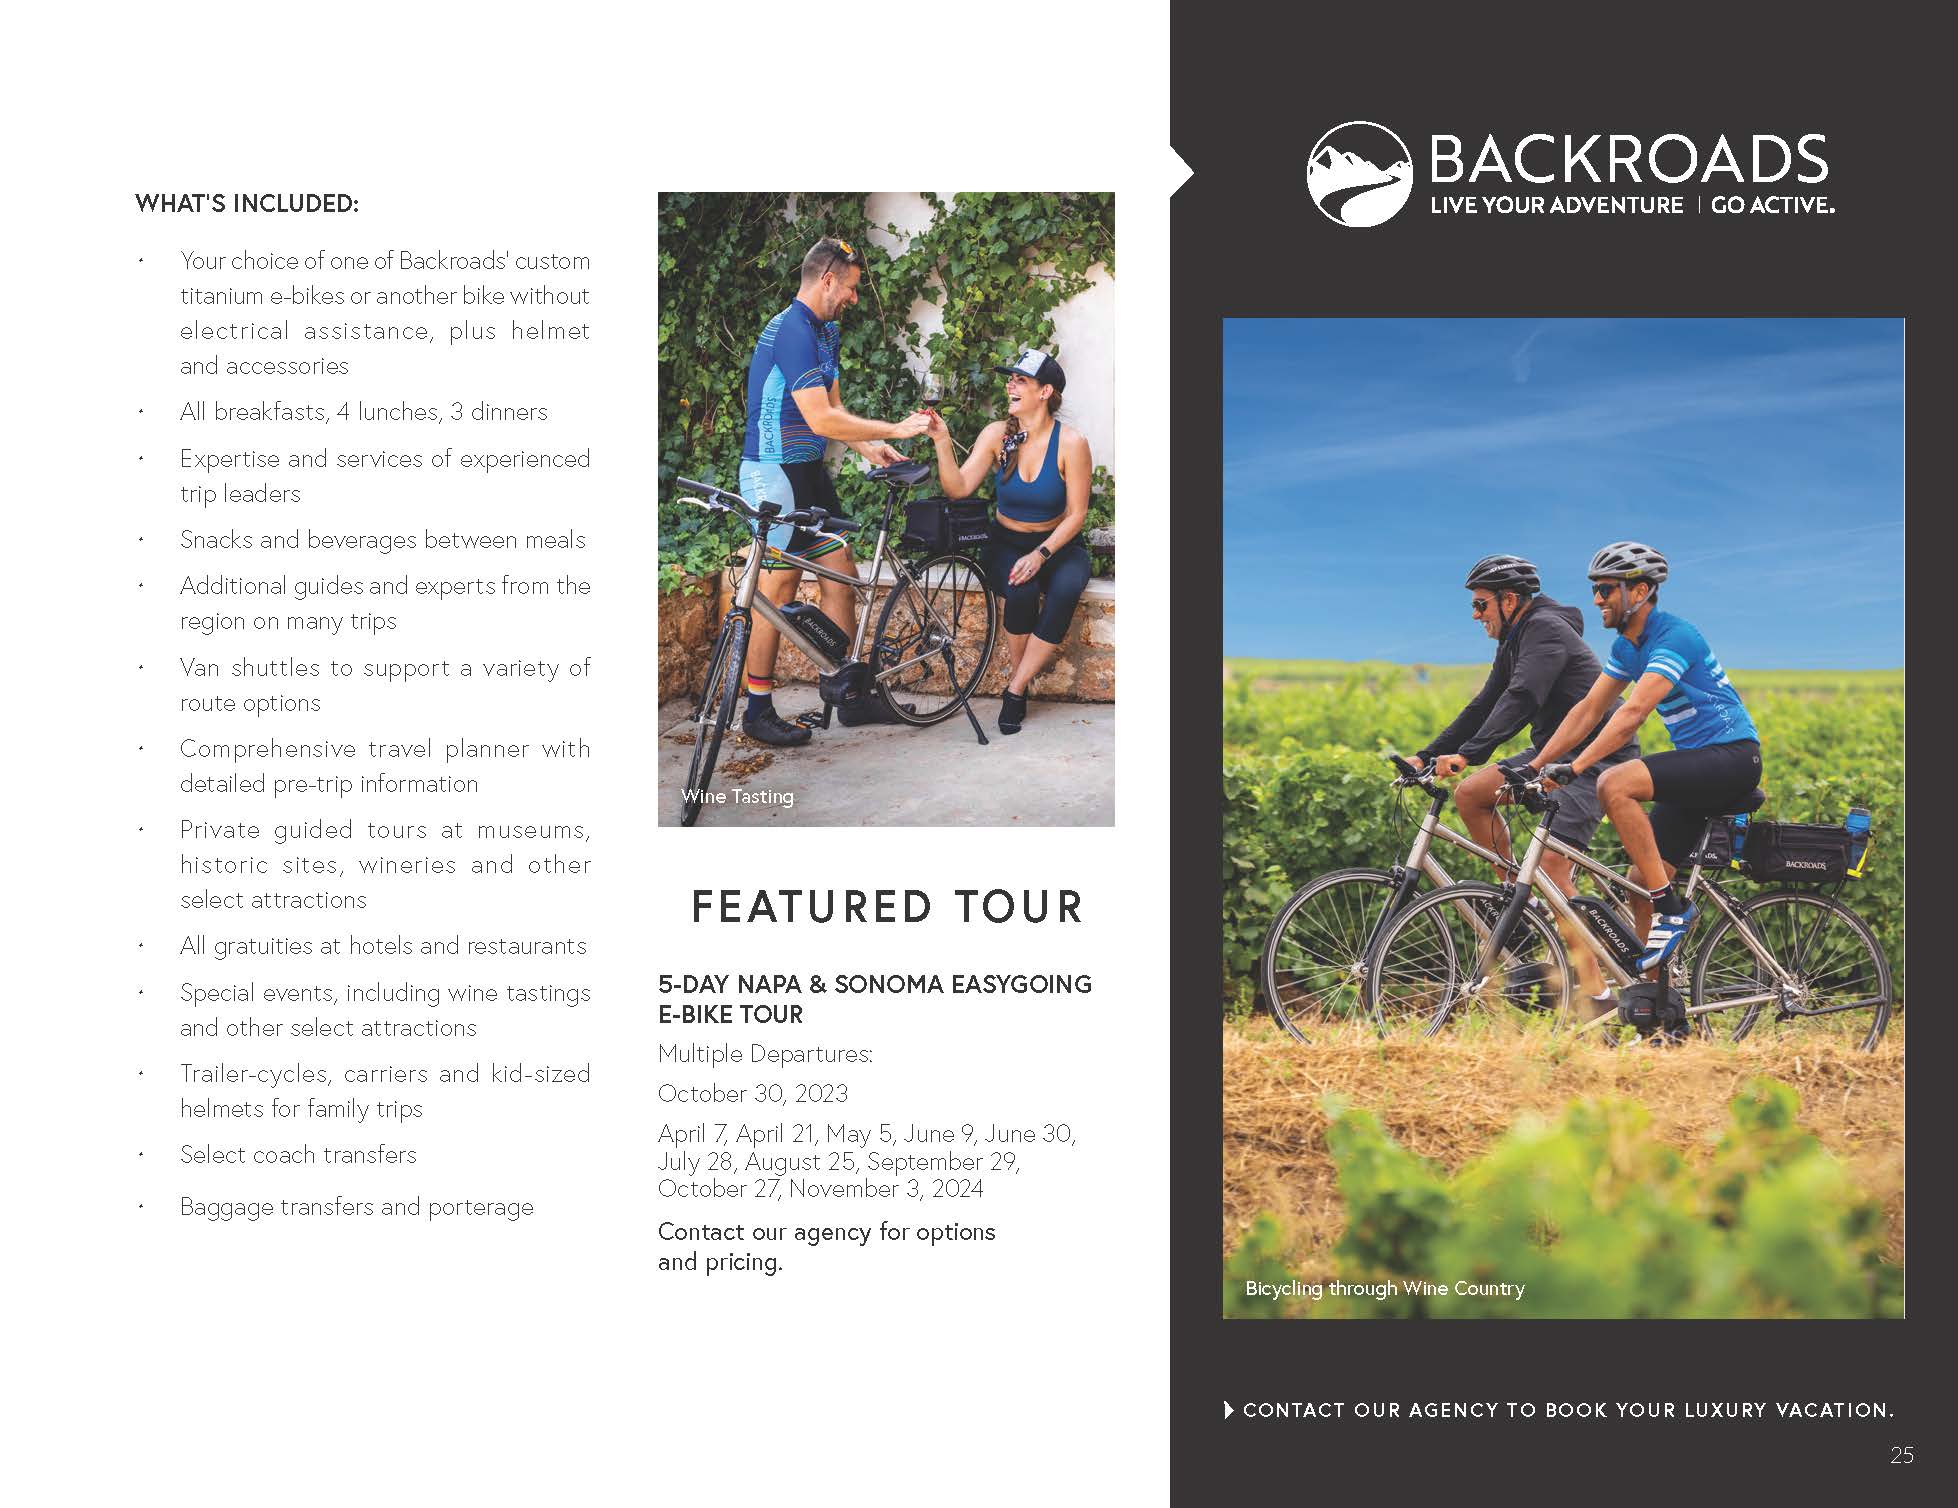 WHAT'S INCLUDED:
• Your choice of one of Backroads' custom
titanium e-bikes or another bike without
electrical assistance, plus helmet
and accessories
• All breakfasts, 4 lunches, 3 dinners
• Expertise and services of experienced
trip leaders
• Snacks and beverages between meals
• Additional guides and experts from the
region on many trips
• Van shuttles to support a variety of
route options
• Comprehensive travel planner with
detailed pre-trip information
• Private guided tours at museums,
historic sites, wineries and other
select attractions
• All gratuities at hotels and restaurants
• Special events, including wine tastings
and other select attractions
• Trailer-cycles, carriers and kid-sized
helmets for family trips
• Select coach transfers
• Baggage transfers and porterage
BACKROADS
BACKROADS
BACKROADS
Wine Tasting
FEATURED TOUR
5-DAY NAPA & SONOMA EASYGOING
E-BIKE TOUR
Multiple Departures:
October 30, 2023
April 7, April 21, May 5, June 9, June 30,
July 28, August 25, September 29,
October 27, November 3, 2024
Contact our agency for options
and pricing.
BACKROADS
LIVE YOUR ADVENTURE | GO ACTIVE.
BACKROADS
BACKROADS
Bicycling through Wine Country
CONTACT OUR AGENCY TO BOOK YOUR LUXURY VACATION.
25